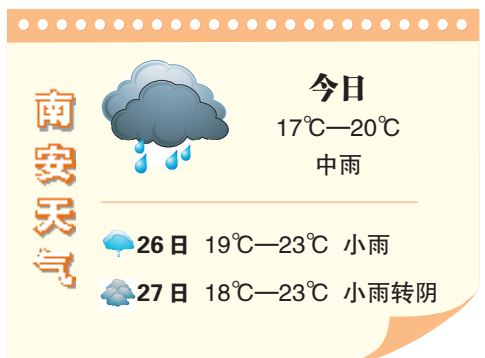 南安天气
今日
17℃—20℃
中雨
26日 19℃—23℃ 小雨
27日 18℃—23℃ 小雨转阴